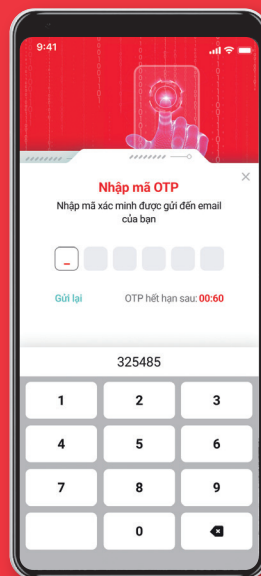 9:41
Nhập mã OTP
Nhập mã xác minh được gửi đến email
của bạn
_
Gửi lại
OTP hết hạn sau: 00:60
325485
1 2 3
4 5 6
7 8 9
0